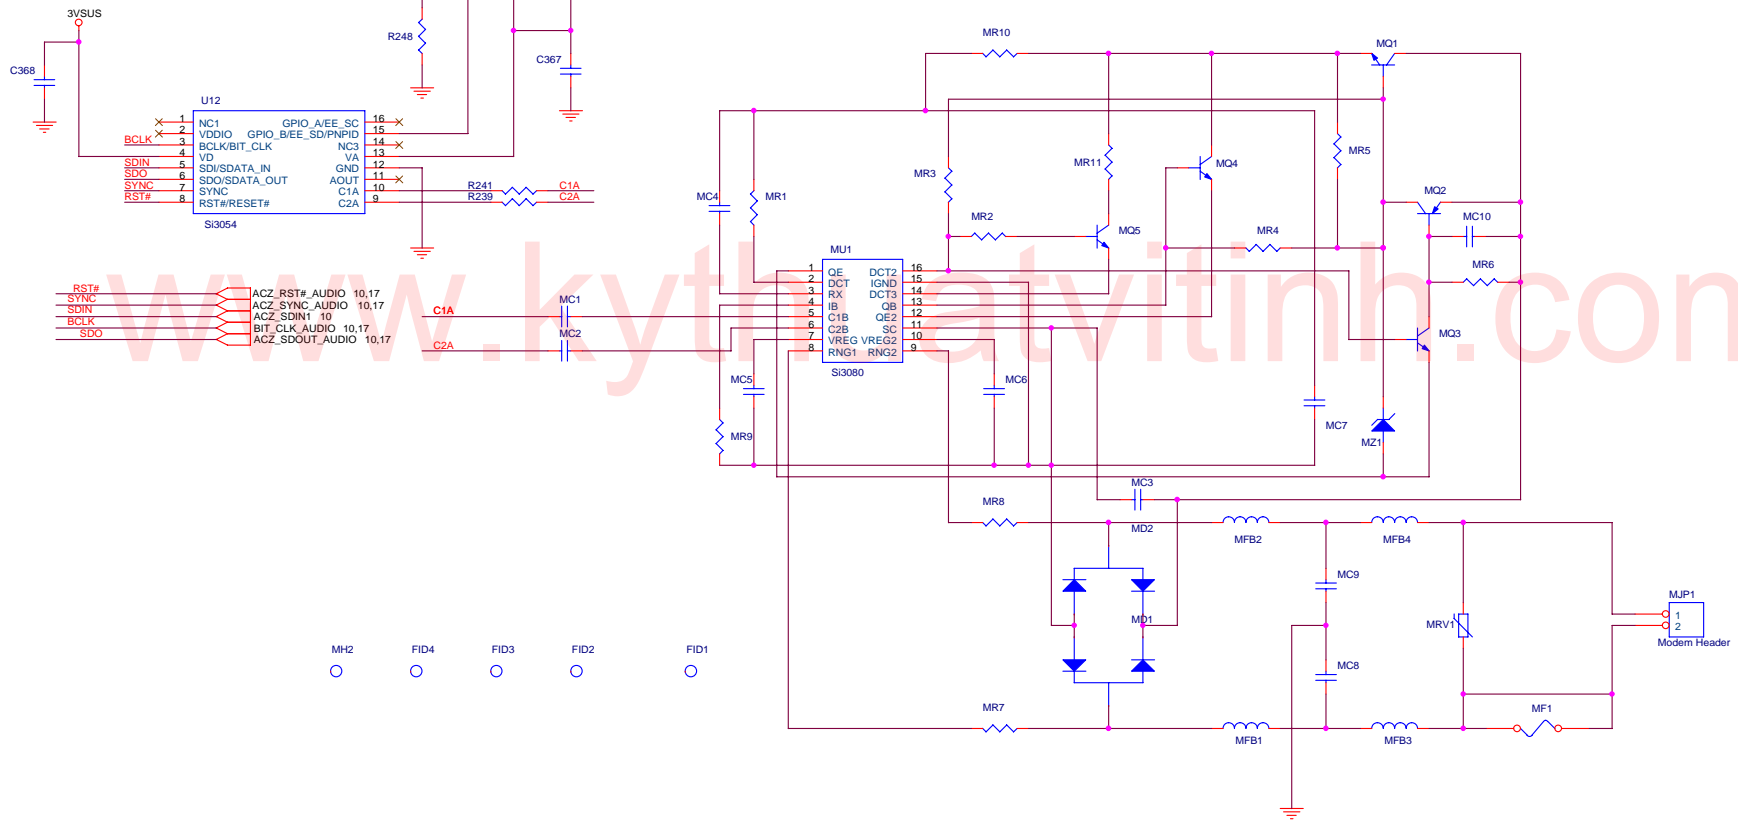 3VSUS
C368
R248
C367
U12
1 NC1 GPIO_A/EE_SC 16
2 VDDIO GPIO_B/EE_SD/PNPID 15
BCLK 3 BCLK/BIT_CLK NC3 14
4 VD VA 13
SDIN 5 SDI/SDATA_IN GND 12
SDO 6 SDO/SDATA_OUT AOUT 11
SYNC 7 SYNC C1A 10 R241 C1A
RST# 8 RST#/RESET# C2A 9 R239 C2A
Si3054
RST# ACZ_RST#_AUDIO 10,17
SYNC ACZ_SYNC_AUDIO 10,17
SDIN ACZ_SDIN1 10
BCLK BIT_CLK_AUDIO 10,17
SDO ACZ_SDOUT_AUDIO 10,17
C1A MC1
C2A MC2
MR10
MQ1
MR11
MQ4
MR5
MC4
MR1
MR3
MQ2
MR2
MQ5
MC10
MR4
MR6
MU1
1 QE DCT2 16
2 DCT IGND 15
3 RX DCT3 14
4 IB QB 13
5 C1B QE2 12
6 C2B SC 11
7 VREG VREG2 10
8 RNG1 RNG2 9
Si3080
MQ3
MC5
MC6
MC7
MR9
MZ1
MC3
MR8
MD2
MFB2
MFB4
MC9
MD1
MRV1
MJP1
1
2
Modem Header
MC8
MR7
MFB1
MFB3
MF1
MH2
FID4
FID3
FID2
FID1
www.kythuatvitinh.com